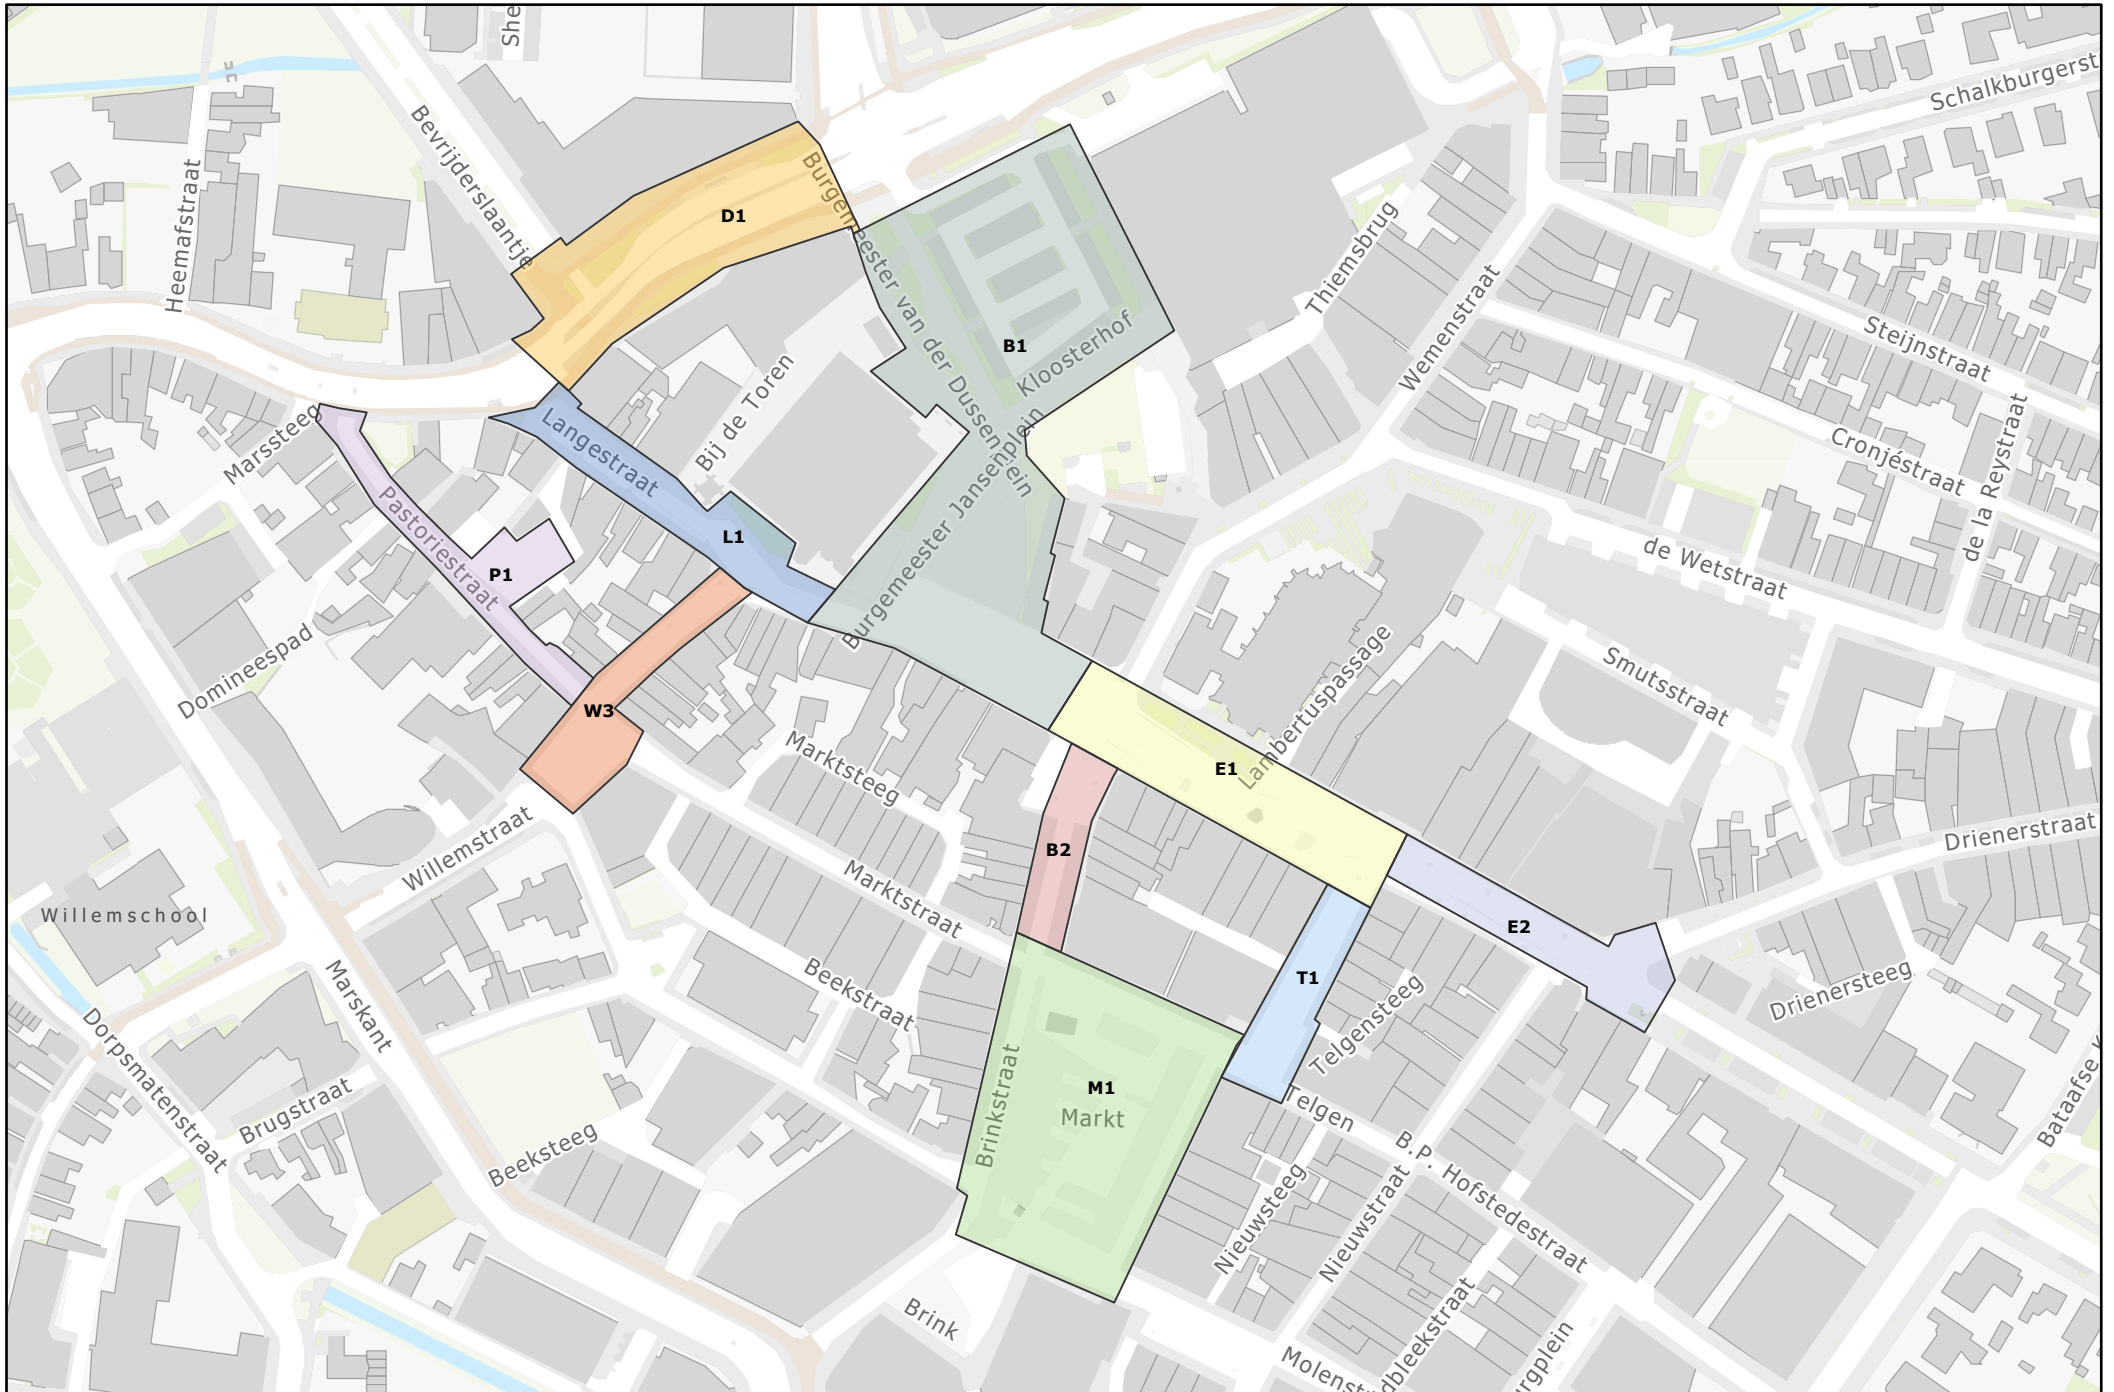 She
Schalkburgerst
Bevrijderslaantje
Heemafstraat
Burgemeester van der Dussenplein
D1
Thiemsbrug
Wemenstraat
Steijnstraat
B1
Kloosterhof
Bij de Toren
Marssteeg
Langestraat
Burgemeester Jansenplein
Cronjéstraat
de la Reystraat
Pastoriestraat
L1
P1
de Wetstraat
Domineespad
Lambertuspassage
Smutsstraat
W3
Marktsteeg
E1
Willemstraat
B2
Drienerstraat
Marktstraat
Willemschool
E2
Beekstraat
T1
Telgensteeg
Drienersteeg
Marskant
Dorpsmatenstraat
Brinkstraat
M1
Markt
Telgen
Brugstraat
Beeksteeg
B.P. Hofstedestraat
Bataafse K
Nieuwsteeg
Nieuwstraat
Brink
Molenst
dbleekstraat
rgplein